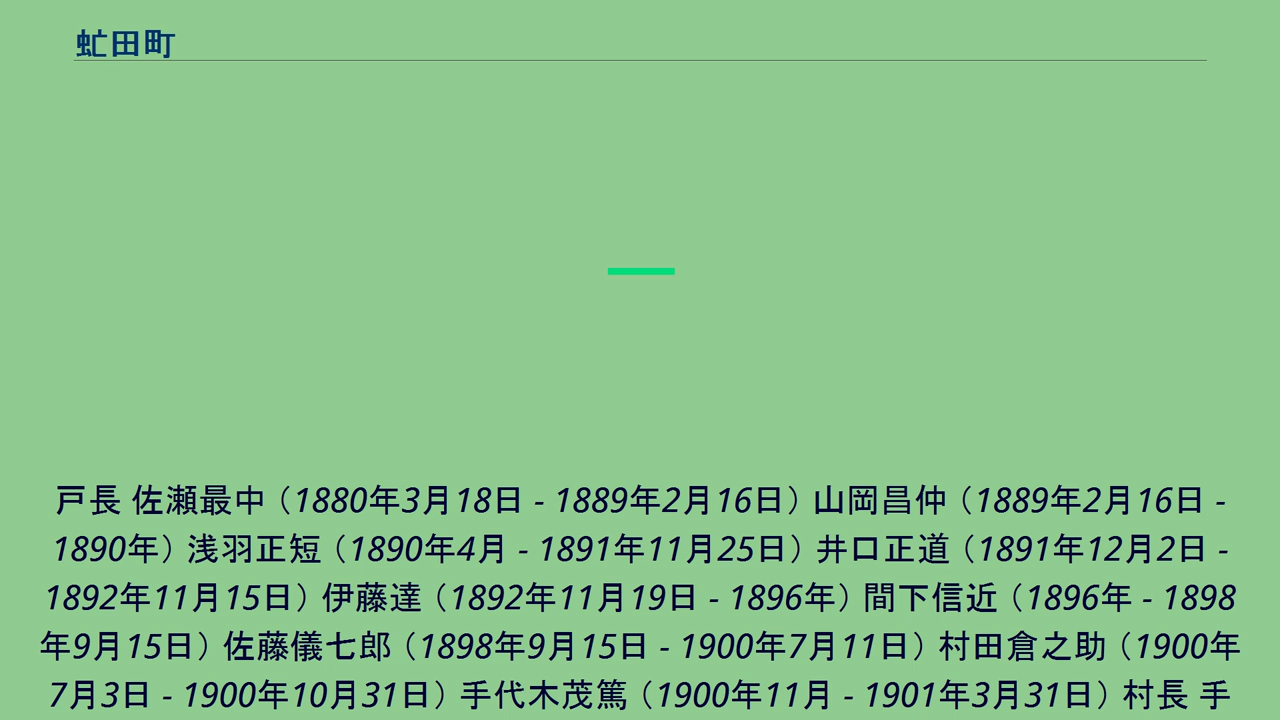 虻田町
戸長 佐瀬最中（1880年3月18日 - 1889年2月16日）山岡昌仲（1889年2月16日 -
1890年）浅羽正短（1890年4月 - 1891年11月25日）井口正道（1891年12月2日 -
1892年11月15日）伊藤達（1892年11月19日 - 1896年）間下信近（1896年 - 1898
年9月15日）佐藤儀七郎（1898年9月15日 - 1900年7月11日）村田倉之助（1900年
7月3日 - 1900年10月31日）手代木茂篤（1900年11月 - 1901年3月31日）村長 手